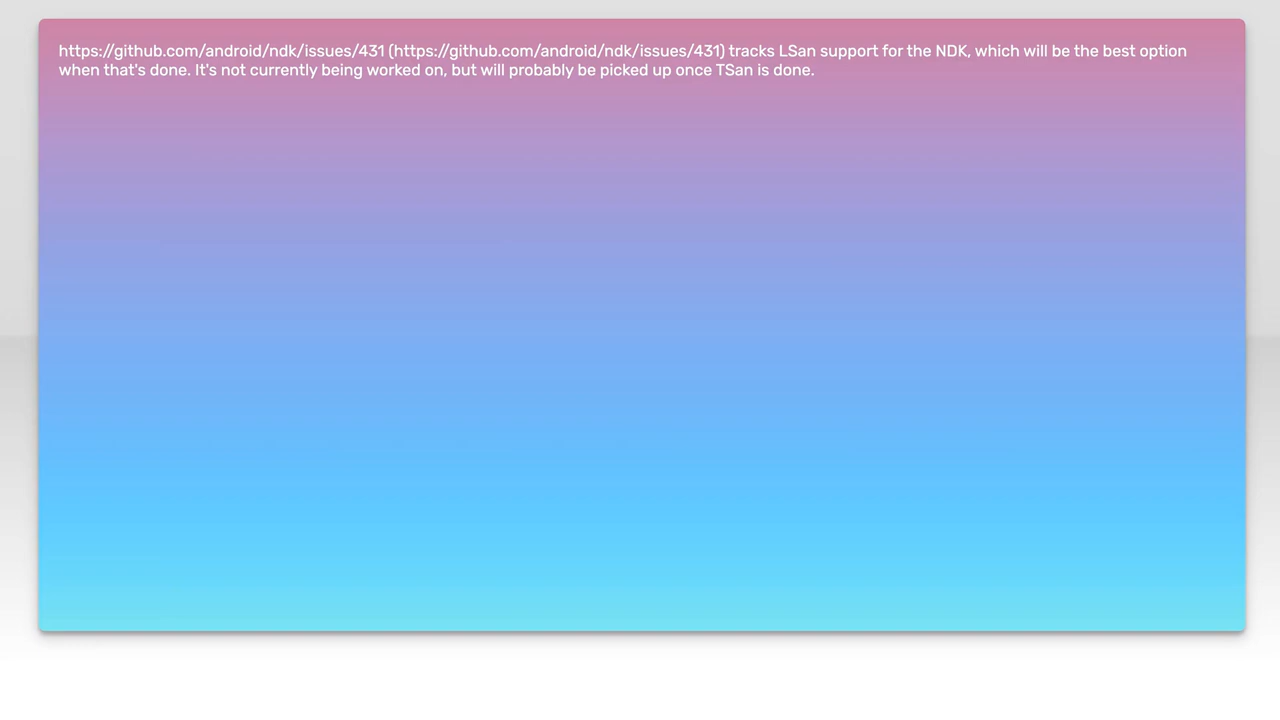 https://github.com/android/ndk/issues/431 (https://github.com/android/ndk/issues/431) tracks LSan support for the NDK, which will be the best option
when that's done. It's not currently being worked on, but will probably be picked up once TSan is done.